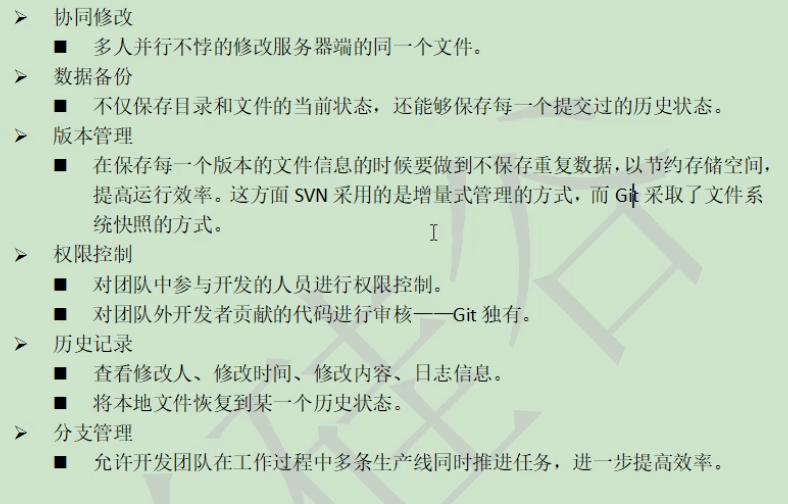 ➢ 协同修改
■ 多人并行不悖的修改服务器端的同一个文件。
➢ 数据备份
■ 不仅保存目录和文件的当前状态，还能够保存每一个提交过的历史状态。
➢ 版本管理
■ 在保存每一个版本的文件信息的时候要做到不保存重复数据，以节约存储空间，
提高运行效率。这方面 SVN 采用的是增量式管理的方式，而 Git 采取了文件系
统快照的方式。
➢ 权限控制
■ 对团队中参与开发的人员进行权限控制。
■ 对团队外开发者贡献的代码进行审核——Git 独有。
➢ 历史记录
■ 查看修改人、修改时间、修改内容、日志信息。
■ 将本地文件恢复到某一个历史状态。
➢ 分支管理
■ 允许开发团队在工作过程中多条生产线同时推进任务，进一步提高效率。
硅谷